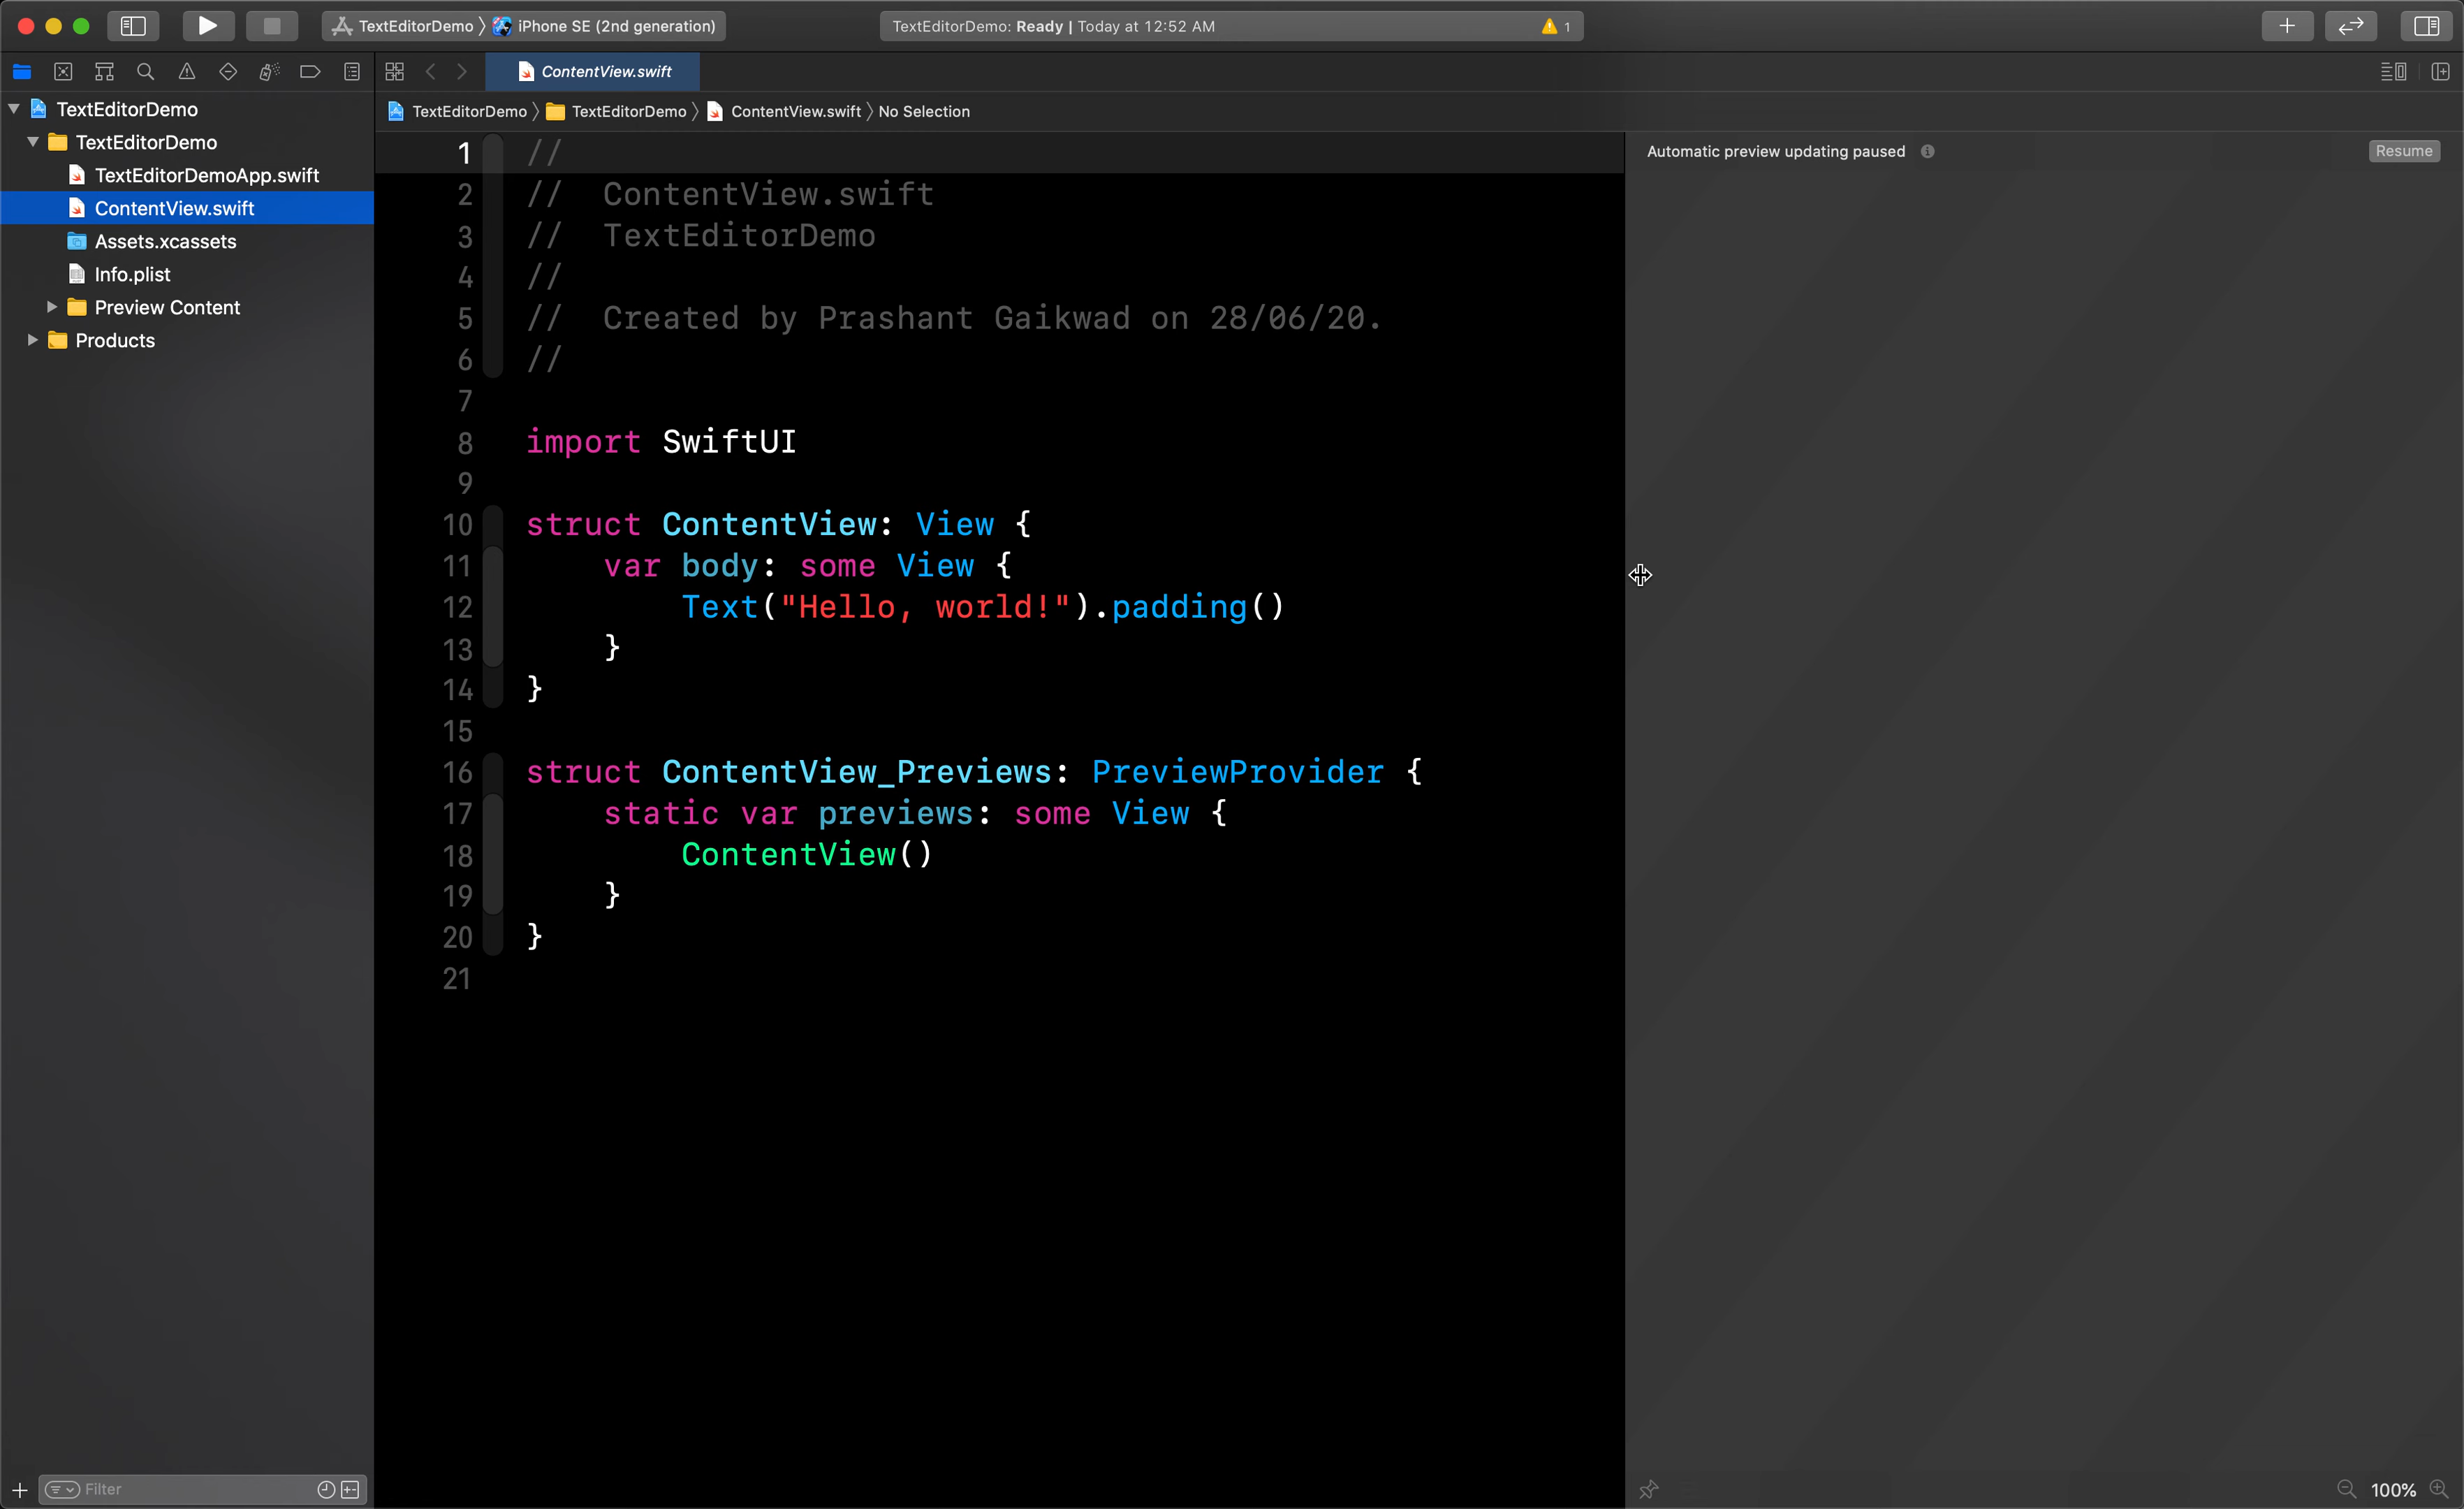 TextEditorDemo 〉 iPhone SE (2nd generation)
TextEditorDemo: Ready | Today at 12:52 AM
1
ContentView.swift
TextEditorDemo 〉 TextEditorDemo 〉 ContentView.swift 〉 No Selection
TextEditorDemo
TextEditorDemo
TextEditorDemoApp.swift
ContentView.swift
Assets.xcassets
Info.plist
Preview Content
Products
Filter
1 //
2 //  ContentView.swift
3 //  TextEditorDemo
4 //
5 //  Created by Prashant Gaikwad on 28/06/20.
6 //
7
8 import SwiftUI
9
10 struct ContentView: View {
11     var body: some View {
12         Text("Hello, world!").padding()
13     }
14 }
15
16 struct ContentView_Previews: PreviewProvider {
17     static var previews: some View {
18         ContentView()
19     }
20 }
21
Automatic preview updating paused
Resume
100%